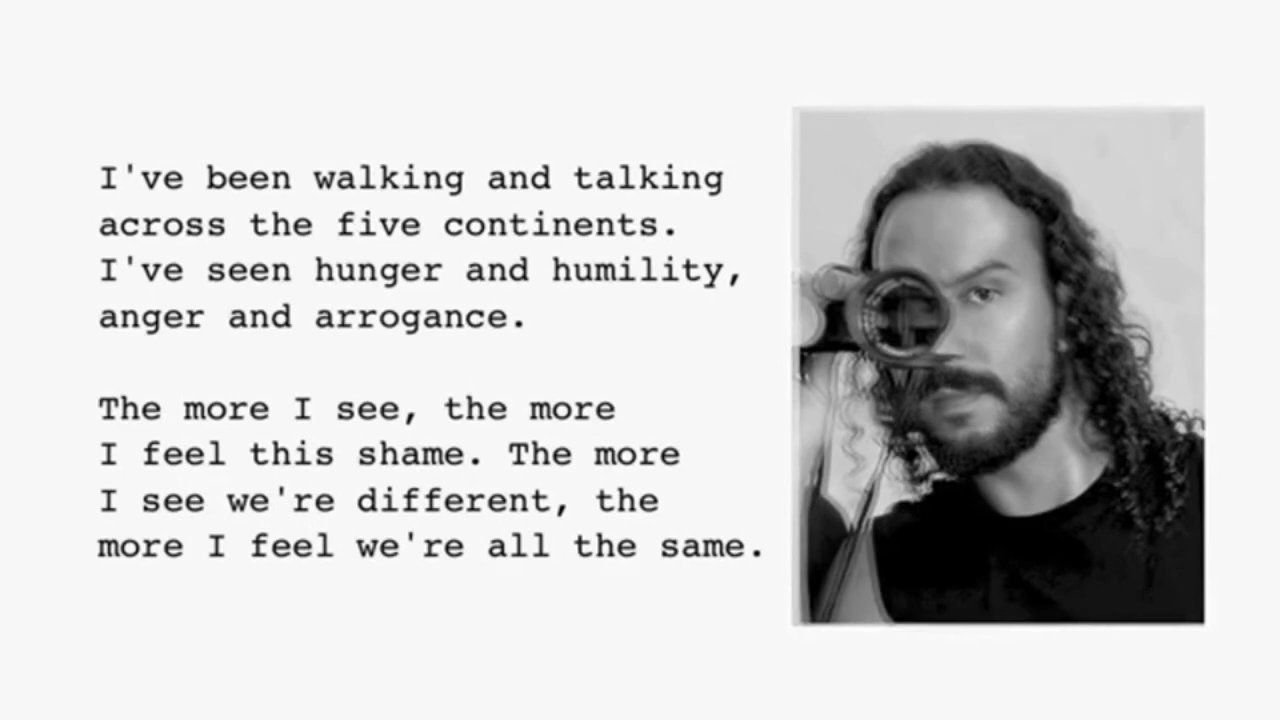 I've been walking and talking
across the five continents.
I've seen hunger and humility,
anger and arrogance.
The more I see, the more
I feel this shame. The more
I see we're different, the
more I feel we're all the same.